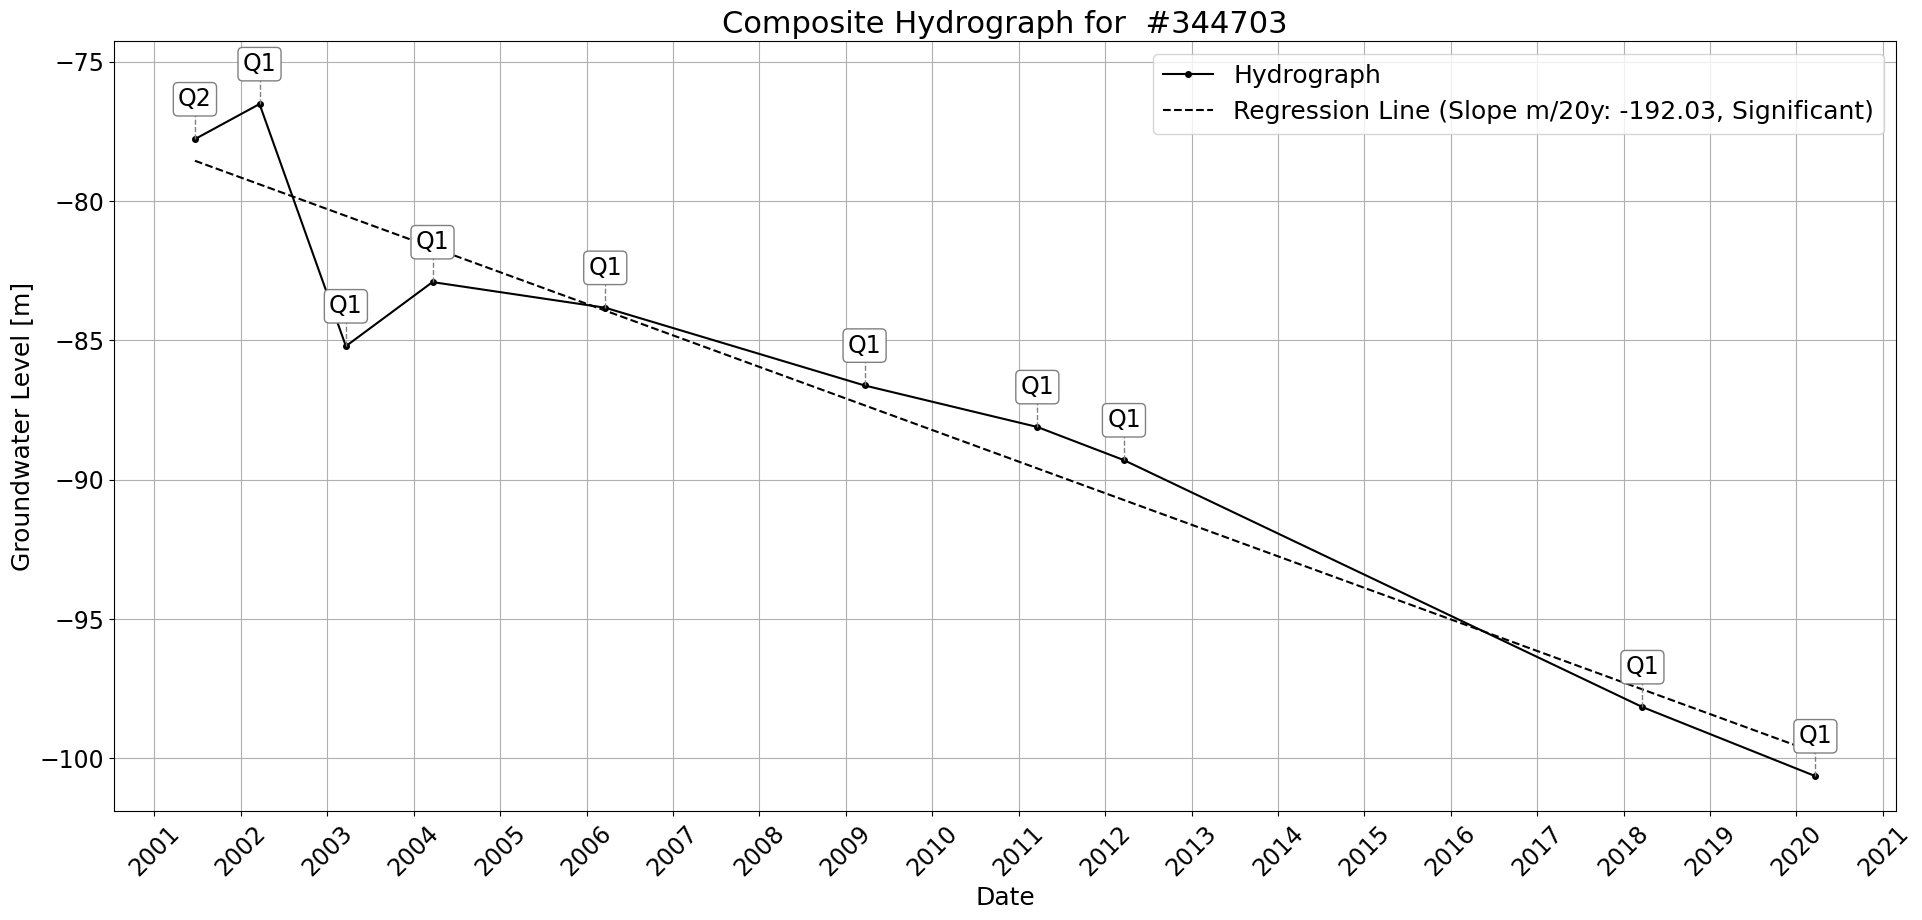 Composite Hydrograph for  #344703
Hydrograph
Regression Line (Slope m/20y: -192.03, Significant)
Groundwater Level [m]
−75
−80
−85
−90
−95
−100
Q2
Q1
Q1
Q1
Q1
Q1
Q1
Q1
Q1
Q1
2001
2002
2003
2004
2005
2006
2007
2008
2009
2010
2011
2012
2013
2014
2015
2016
2017
2018
2019
2020
2021
Date